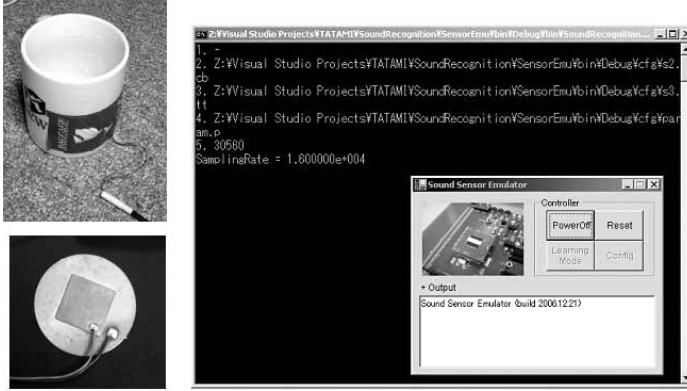 Z:¥Visual Studio Projects¥TATAMI¥SoundRecognition¥SensorEmu¥bin¥Debug¥bin¥SoundRecognition....
1. -
2. Z:¥Visual Studio Projects¥TATAMI¥SoundRecognition¥SensorEmu¥bin¥Debug¥cfg¥s2.
cb
3. Z:¥Visual Studio Projects¥TATAMI¥SoundRecognition¥SensorEmu¥bin¥Debug¥cfg¥s3.
tt
4. Z:¥Visual Studio Projects¥TATAMI¥SoundRecognition¥SensorEmu¥bin¥Debug¥cfg¥par
am.p
5. 30560
SamplingRate = 1.600000e+004
Sound Sensor Emulator
Controller
PowerOff Reset
Learning Mode Config
+ Output
Sound Sensor Emulator (build 2006.12.21)